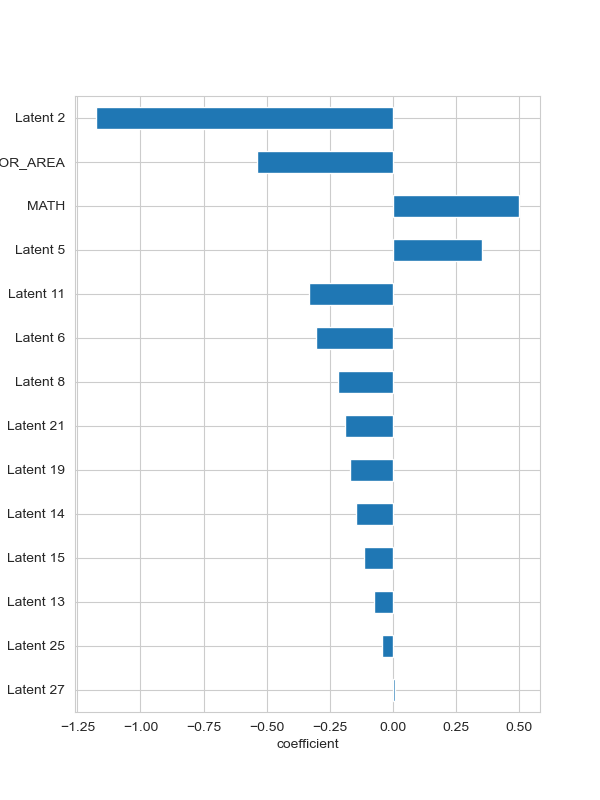 Latent 2
OR_AREA
MATH
Latent 5
Latent 11
Latent 6
Latent 8
Latent 21
Latent 19
Latent 14
Latent 15
Latent 13
Latent 25
Latent 27
−1.25 −1.00 −0.75 −0.50 −0.25 0.00 0.25 0.50
coefficient